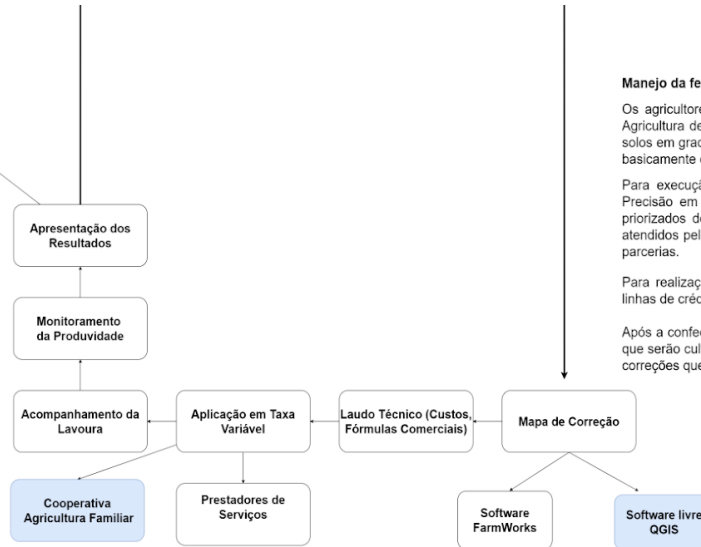 Manejo da fe
Os agricultore
Agricultura de
solos em grad
basicamente
Para execuçã
Precisão em
priorizados d
atendidos pel
parcerias.
Para realizaç
linhas de créd
Após a confe
que serão cul
correções que
Apresentação dos
Resultados
Monitoramento
da Produvidade
Acompanhamento da
Lavoura
Aplicação em Taxa
Variável
Laudo Técnico (Custos,
Fórmulas Comerciais)
Mapa de Correção
Cooperativa
Agricultura Familiar
Prestadores de
Serviços
Software
FarmWorks
Software livre
QGIS